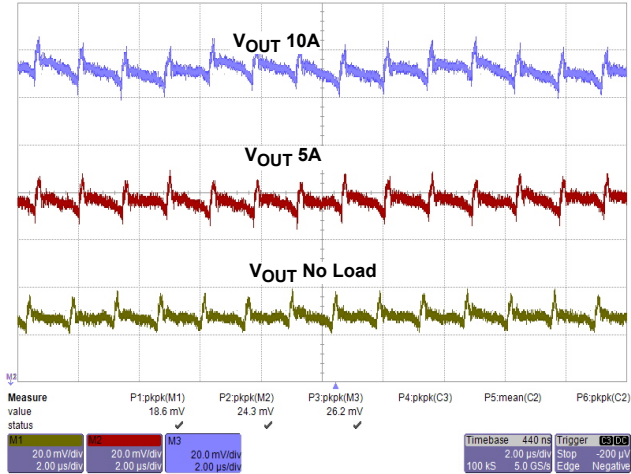 VOUT 10A
VOUT 5A
VOUT No Load
M2
Measure P1:pkpk(M1) P2:pkpk(M2) P3:pkpk(M3) P4:pkpk(C3) P5:mean(C2) P6:pkpk(C2)
value 18.6 mV 24.3 mV 26.2 mV
status
M1 M2 M3 Timebase 440 ns Trigger C3 DC
20.0 mV/div 20.0 mV/div 20.0 mV/div 2.00 µs/div Stop -200 µV
2.00 µs/div 2.00 µs/div 2.00 µs/div 100 kS 5.0 GS/s Edge Negative